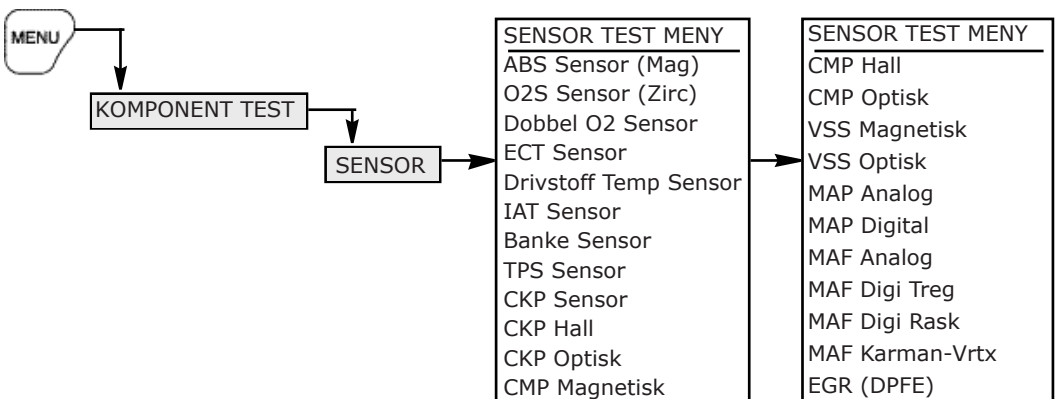 MENU
KOMPONENT TEST
SENSOR
SENSOR TEST MENY
ABS Sensor (Mag)
O2S Sensor (Zirc)
Dobbel O2 Sensor
ECT Sensor
Drivstoff Temp Sensor
IAT Sensor
Banke Sensor
TPS Sensor
CKP Sensor
CKP Hall
CKP Optisk
CMP Magnetisk
SENSOR TEST MENY
CMP Hall
CMP Optisk
VSS Magnetisk
VSS Optisk
MAP Analog
MAP Digital
MAF Analog
MAF Digi Treg
MAF Digi Rask
MAF Karman-Vrtx
EGR (DPFE)